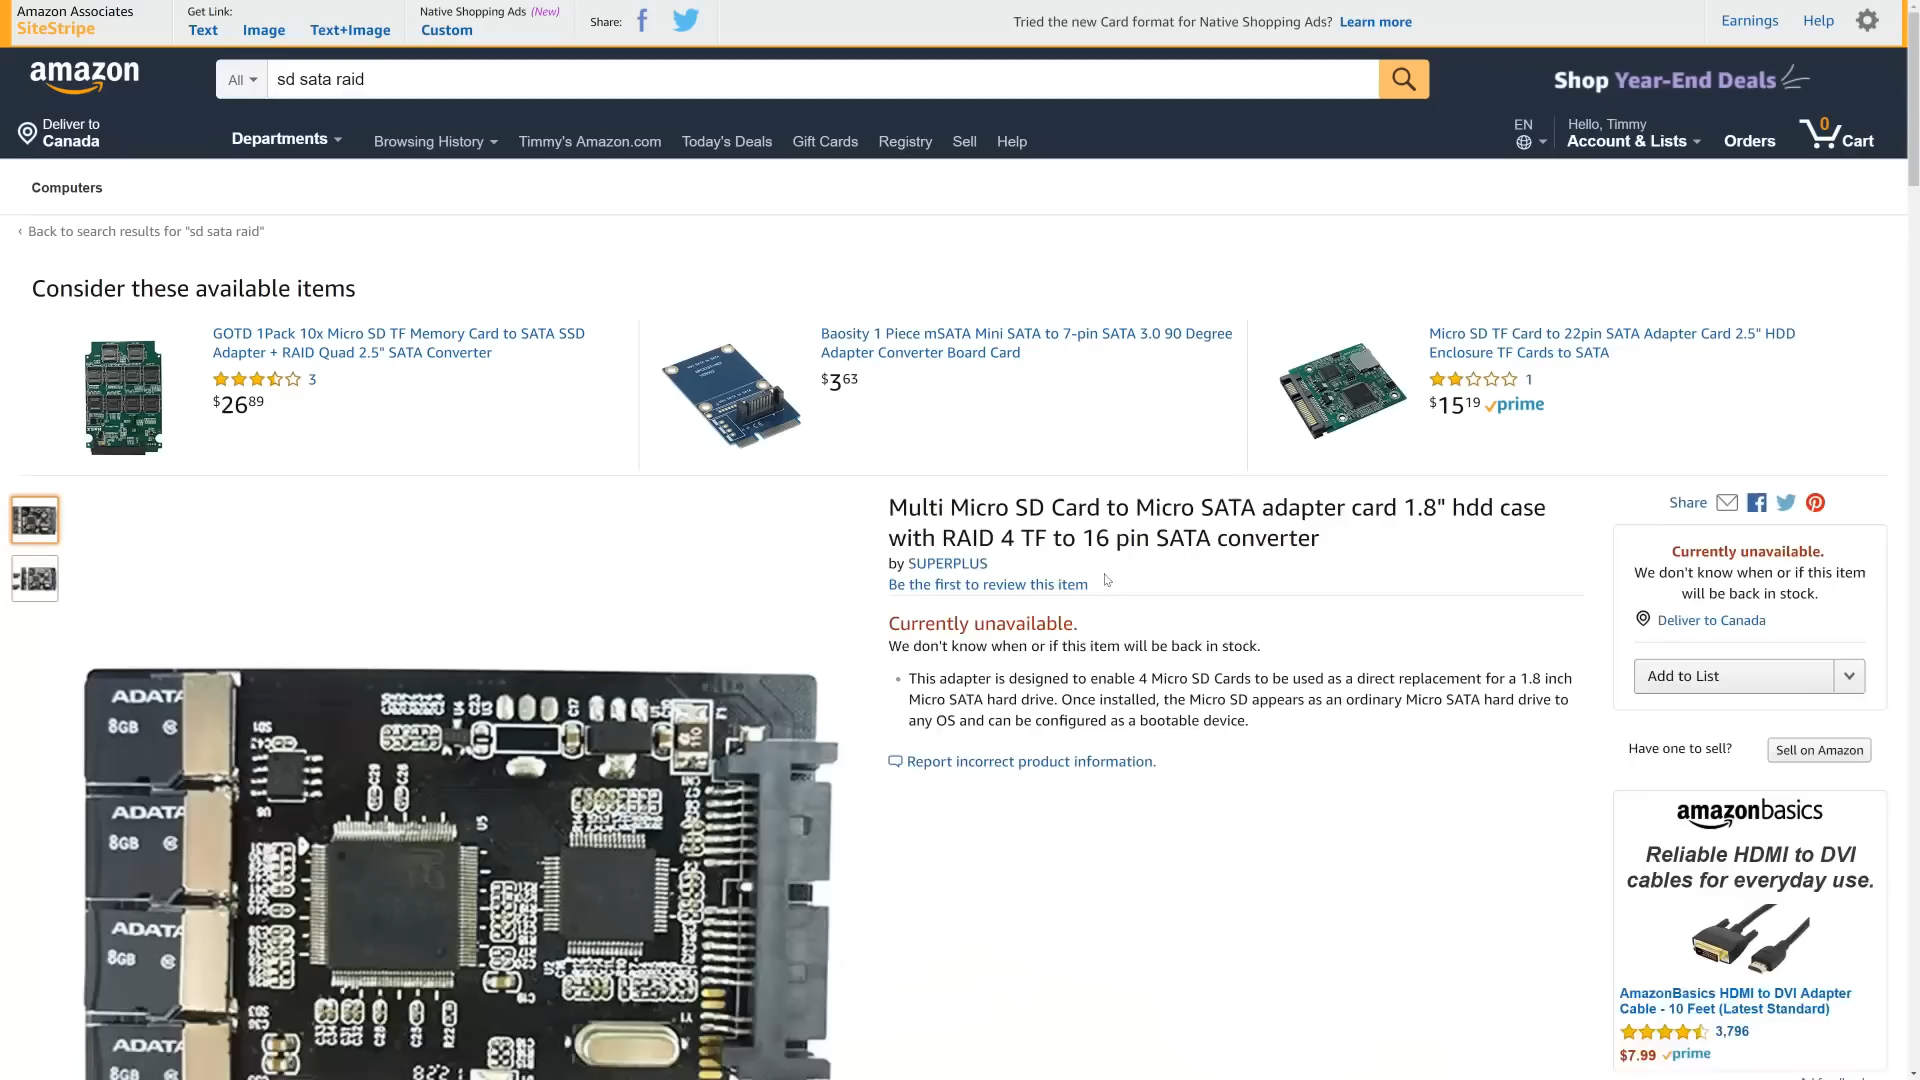 Amazon Associates
SiteStripe
Get Link:
Text Image Text+Image
Native Shopping Ads (New)
Custom
Share:
Tried the new Card format for Native Shopping Ads? Learn more
Earnings Help
amazon
All
sd sata raid
Shop Year-End Deals
Deliver to
Canada
Departments Browsing History Timmy's Amazon.com Today's Deals Gift Cards Registry Sell Help
EN
Hello, Timmy
Account & Lists
Orders
0
Cart
Computers
‹ Back to search results for "sd sata raid"
Consider these available items
GOTD 1Pack 10x Micro SD TF Memory Card to SATA SSD
Adapter + RAID Quad 2.5" SATA Converter
3
$26 89
Baosity 1 Piece mSATA Mini SATA to 7-pin SATA 3.0 90 Degree
Adapter Converter Board Card
$3 63
Micro SD TF Card to 22pin SATA Adapter Card 2.5" HDD
Enclosure TF Cards to SATA
1
$15 19 prime
Multi Micro SD Card to Micro SATA adapter card 1.8" hdd case
with RAID 4 TF to 16 pin SATA converter
by SUPERPLUS
Be the first to review this item
Currently unavailable.
We don't know when or if this item will be back in stock.
• This adapter is designed to enable 4 Micro SD Cards to be used as a direct replacement for a 1.8 inch
Micro SATA hard drive. Once installed, the Micro SD appears as an ordinary Micro SATA hard drive to
any OS and can be configured as a bootable device.
Report incorrect product information.
Share
Currently unavailable.
We don't know when or if this item
will be back in stock.
Deliver to Canada
Add to List
Have one to sell?
Sell on Amazon
amazonbasics
Reliable HDMI to DVI
cables for everyday use.
AmazonBasics HDMI to DVI Adapter
Cable - 10 Feet (Latest Standard)
3,796
$7.99 prime
ADATA
8GB
ADATA
8GB
ADATA
8GB
ADATA
8GB